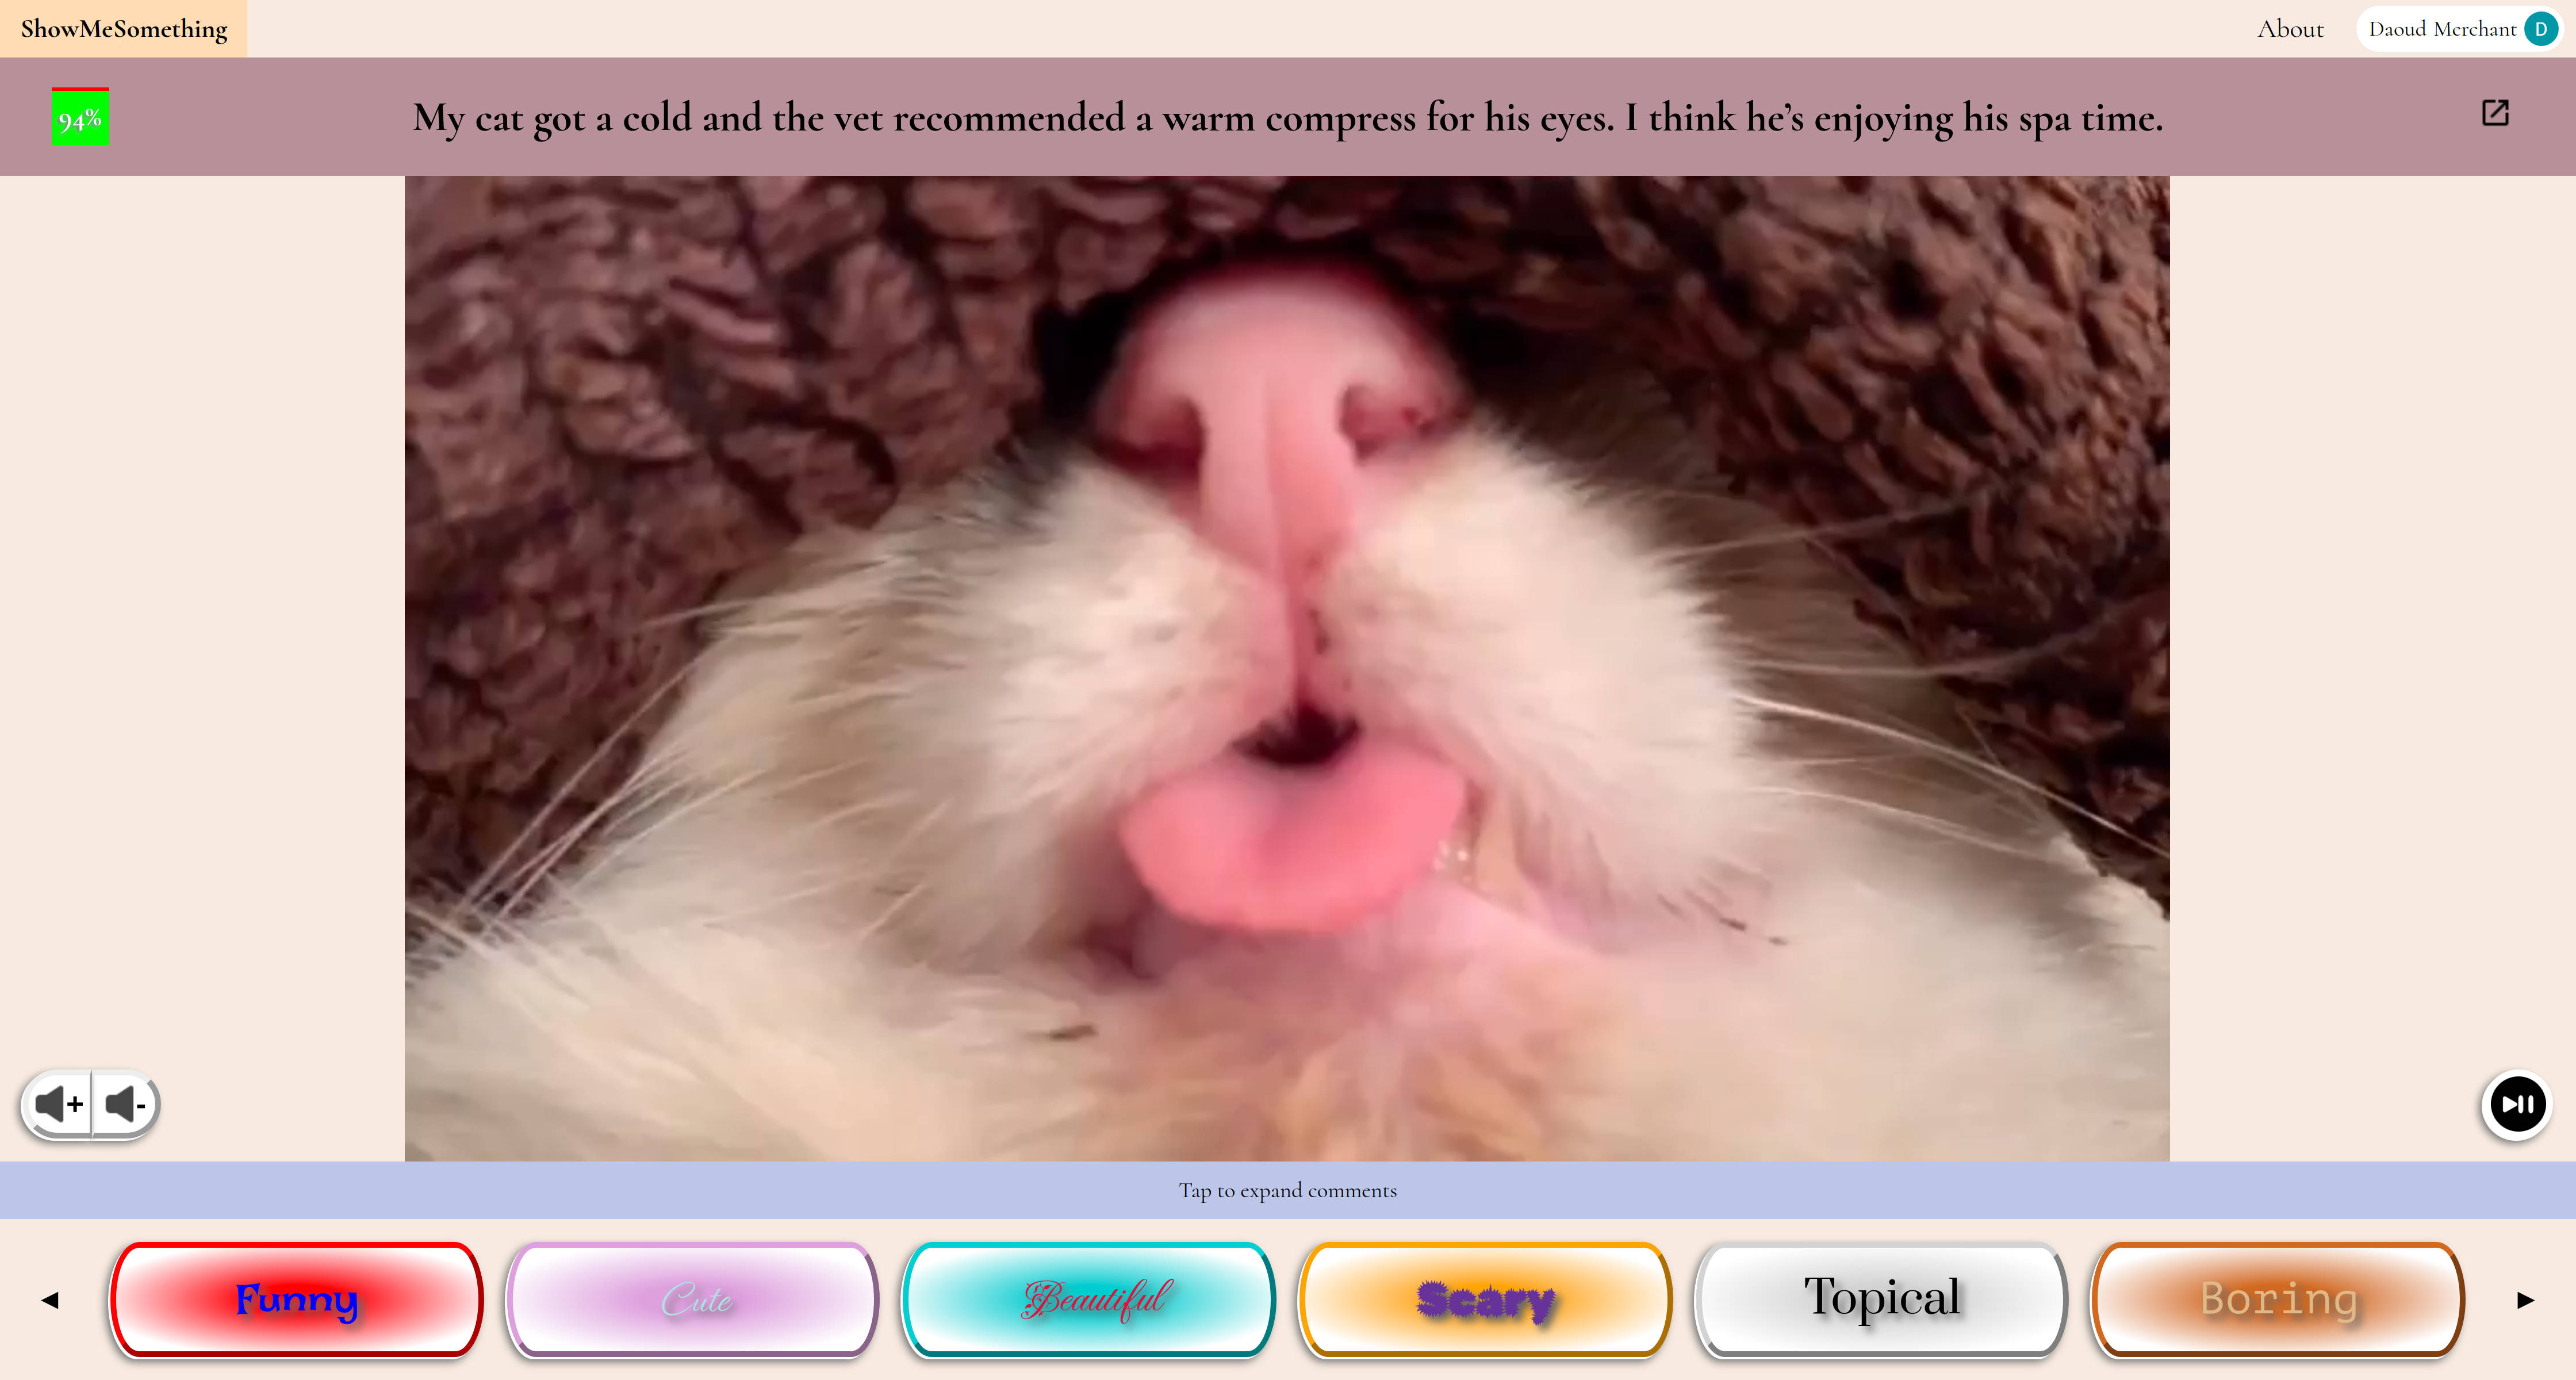 ShowMeSomething
About
Daoud Merchant
D
94%
My cat got a cold and the vet recommended a warm compress for his eyes. I think he’s enjoying his spa time.
+ -
Tap to expand comments
Funny
Cute
Beautiful
Scary
Topical
Boring